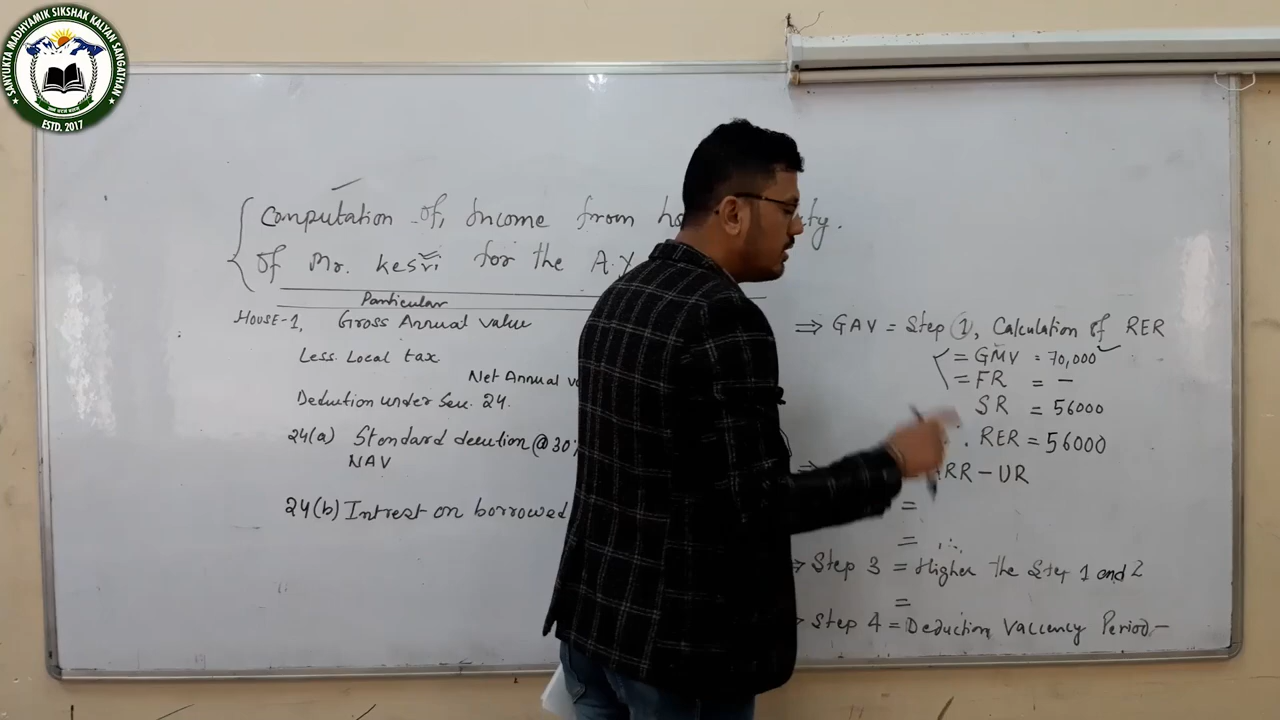 SANYUKTA MADHYAMIK SIKSHAK KALYAN SANGATHAN
ESTD. 2017
Computation of Income from
of Mr. Kesri for the A.Y
Particular
HOUSE-1, Gross Annual Value
Less. Local tax
Net Annual
Deduction under Sec. 24.
24(a) Standard decution (@ 30%
NAV
24(b) Intrest on borrowed
⇒ GAV = Step 1, Calculation of RER
= GMV = 70,000
= FR = -
SR = 56000
RER = 56000
⇒ RR - UR
=
= ∴
⇒ Step 3 = Higher the Step 1 and 2
=
⇒ Step 4 = Deduction Vaccency Period -